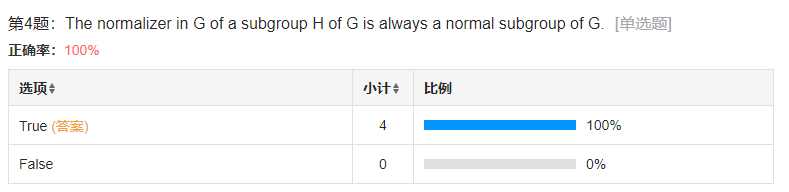 第4题：The normalizer in G of a subgroup H of G is always a normal subgroup of G. [单选题]
正确率：100%
选项 小计 比例
True (答案) 4 100%
False 0 0%